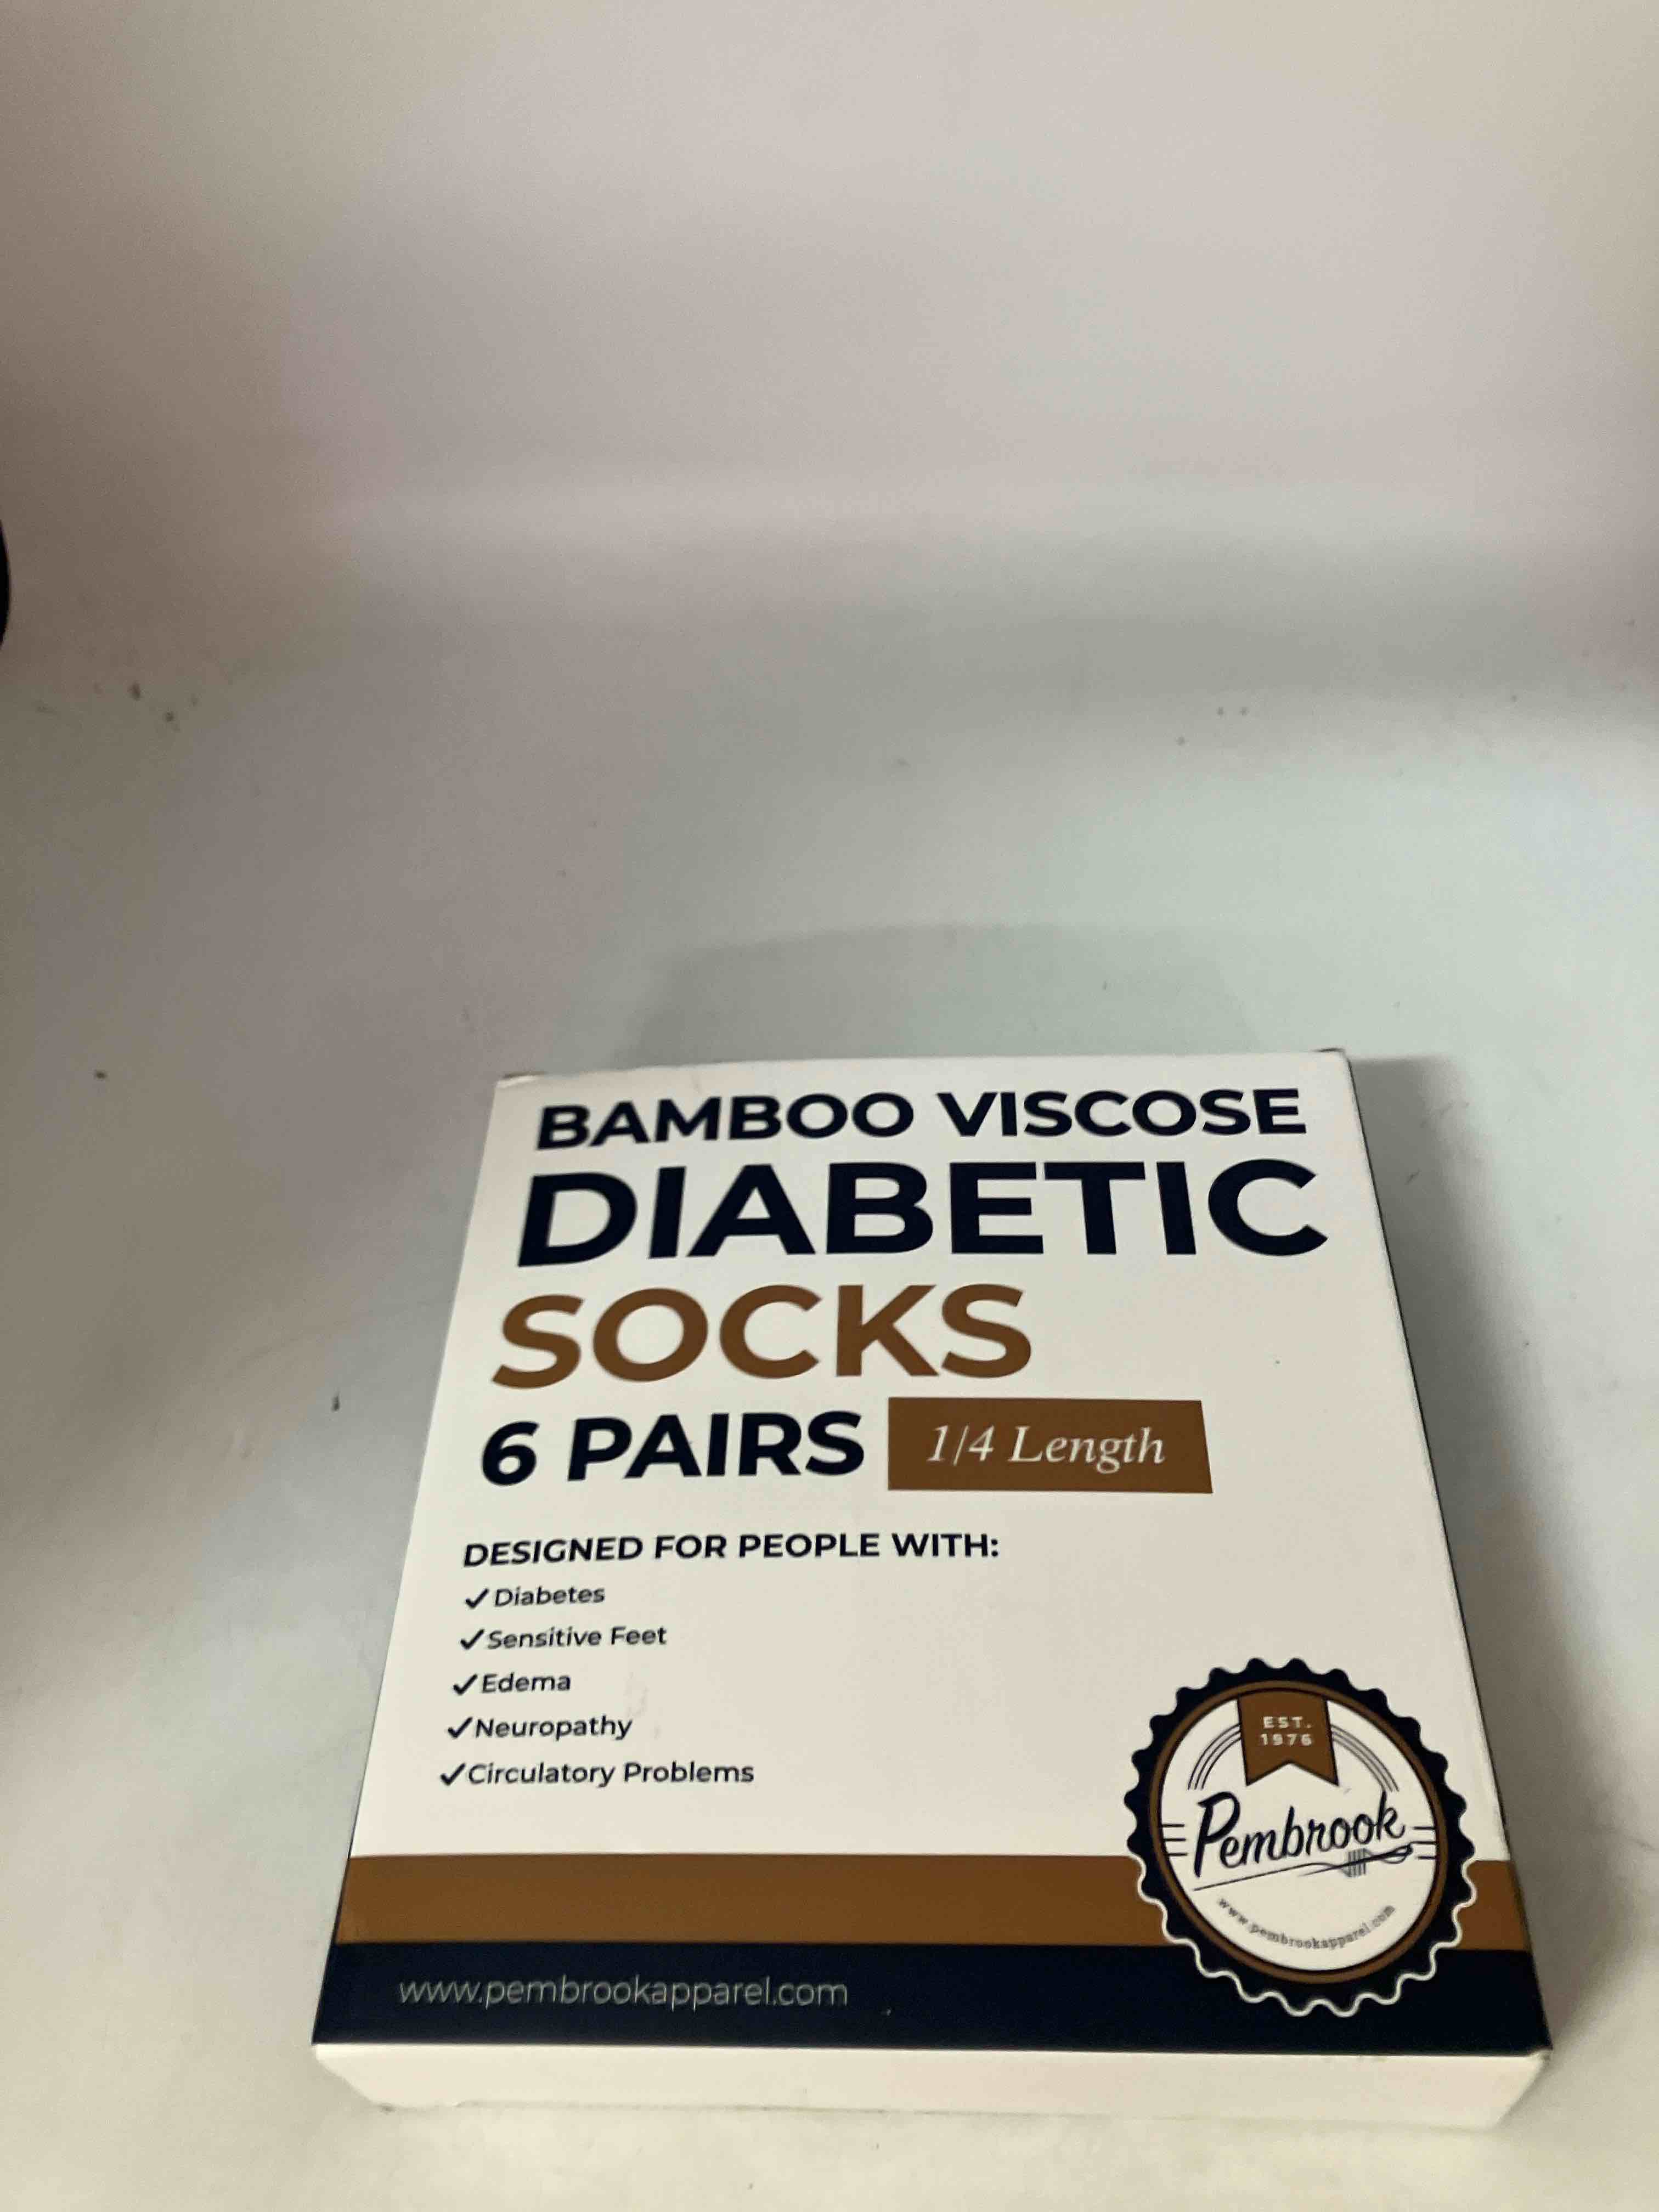 BAMBOO VISCOSE
DIABETIC
SOCKS
6 PAIRS 1/4 Length
DESIGNED FOR PEOPLE WITH:
✓Diabetes
✓Sensitive Feet
✓Edema
✓Neuropathy
✓Circulatory Problems
EST.
1976
Pembrook
www.pembrookapparel.com
www.pembrookapparel.com